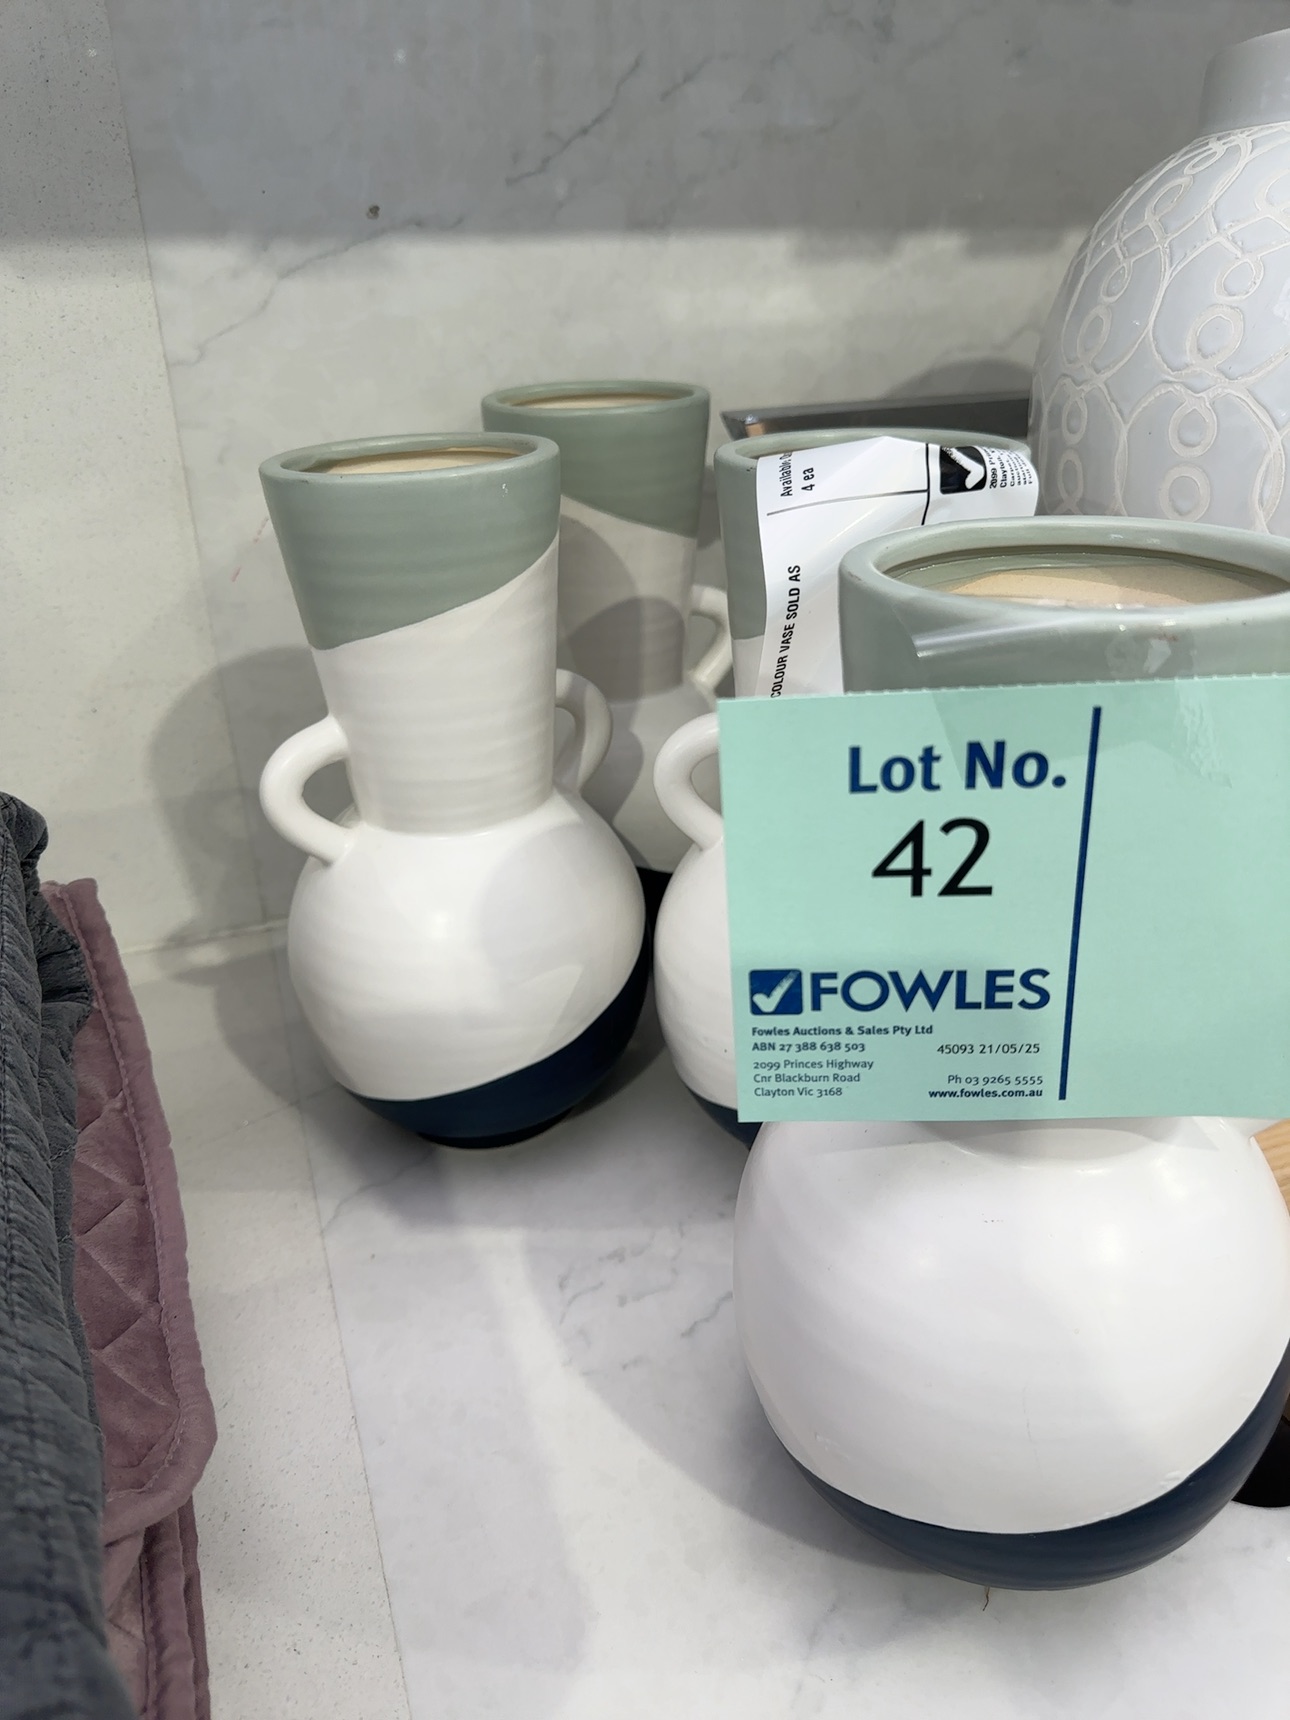 4 ea
COLOUR VASE SOLD AS
Lot No.
42
FOWLES
Fowles Auctions & Sales Pty Ltd
ABN 27 388 638 503
45093 21/05/25
2099 Princes Highway
Cnr Blackburn Road
Clayton Vic 3168
Ph 03 9265 5555
www.fowles.com.au